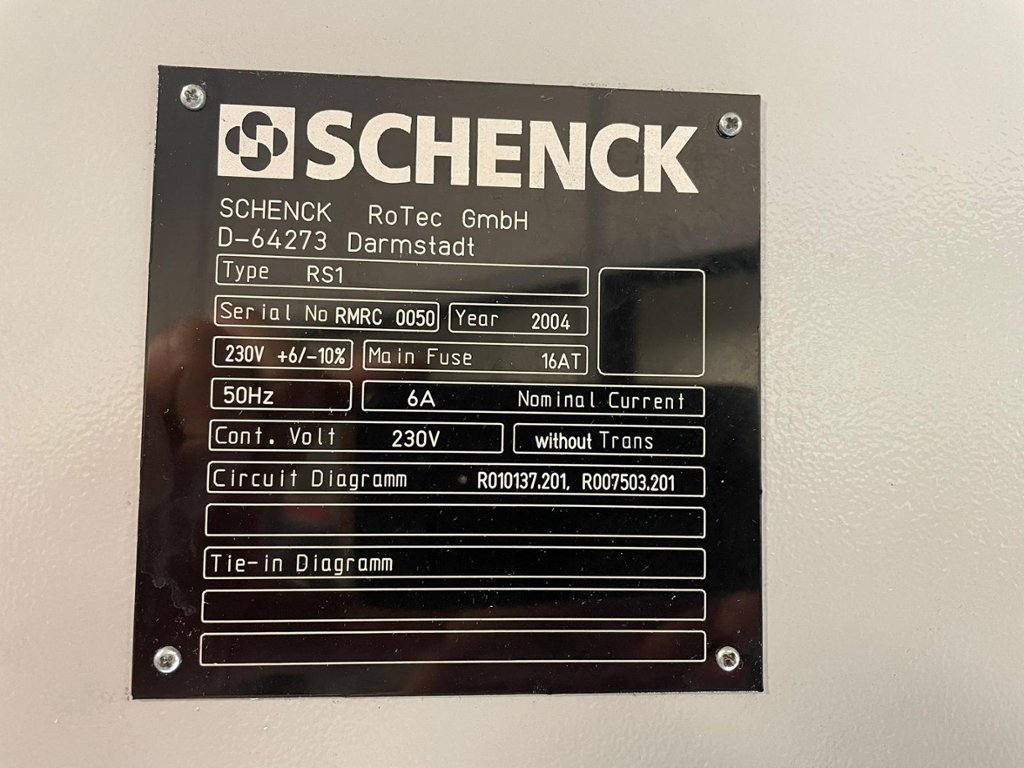 SCHENCK
SCHENCK RoTec GmbH
D-64273 Darmstadt
Type RS1
Serial No RMRC 0050 Year 2004
230V +6/-10% Main Fuse 16AT
50Hz 6A Nominal Current
Cont. Volt 230V without Trans
Circuit Diagramm R010137.201, R007503.201
Tie-in Diagramm